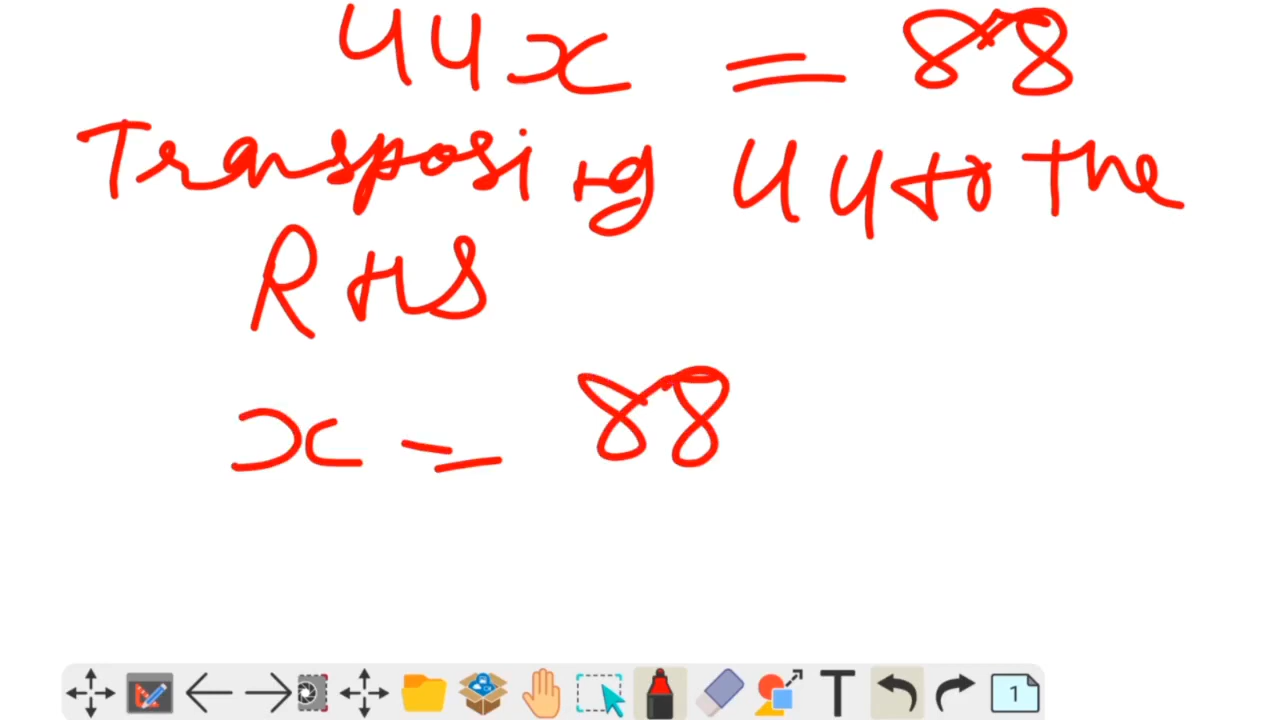 44x = 88
Transposing 44 to the
RHS
x = 88
T
1